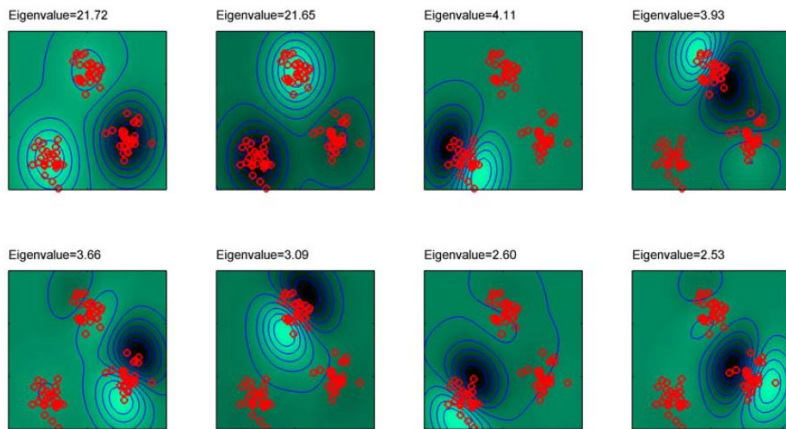 Eigenvalue=21.72
Eigenvalue=21.65
Eigenvalue=4.11
Eigenvalue=3.93
Eigenvalue=3.66
Eigenvalue=3.09
Eigenvalue=2.60
Eigenvalue=2.53